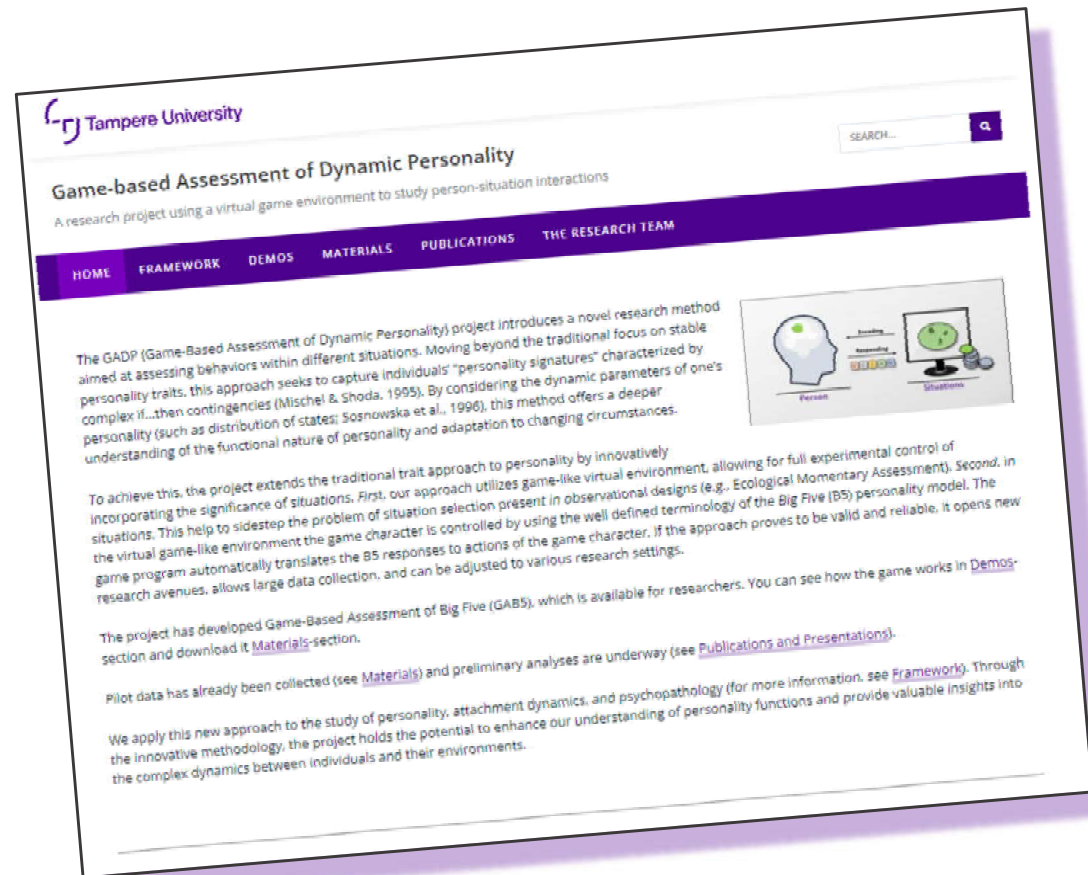 Tampere University
SEARCH...
Game-based Assessment of Dynamic Personality
A research project using a virtual game environment to study person-situation interactions
HOME FRAMEWORK DEMOS MATERIALS PUBLICATIONS THE RESEARCH TEAM
The GADP (Game-Based Assessment of Dynamic Personality) project introduces a novel research method
aimed at assessing behaviors within different situations. Moving beyond the traditional focus on stable
personality traits, this approach seeks to capture individuals' "personality signatures" characterized by
complex if...then contingencies (Mischel & Shoda, 1995). By considering the dynamic parameters of one's
personality (such as distribution of states; Sosnowska et al., 1996), this method offers a deeper
understanding of the functional nature of personality and adaptation to changing circumstances.
Encoding
Responding
Person
Situations
To achieve this, the project extends the traditional trait approach to personality by innovatively
incorporating the significance of situations. First, our approach utilizes game-like virtual environment, allowing for full experimental control of
situations. This help to sidestep the problem of situation selection present in observational designs (e.g., Ecological Momentary Assessment). Second, in
the virtual game-like environment the game character is controlled by using the well defined terminology of the Big Five (B5) personality model. The
game program automatically translates the B5 responses to actions of the game character. If the approach proves to be valid and reliable, it opens new
research avenues, allows large data collection, and can be adjusted to various research settings.
The project has developed Game-Based Assessment of Big Five (GAB5), which is available for researchers. You can see how the game works in Demos-
section and download it Materials-section.
Pilot data has already been collected (see Materials) and preliminary analyses are underway (see Publications and Presentations).
We apply this new approach to the study of personality, attachment dynamics, and psychopathology (for more information, see Framework). Through
the innovative methodology, the project holds the potential to enhance our understanding of personality functions and provide valuable insights into
the complex dynamics between individuals and their environments.